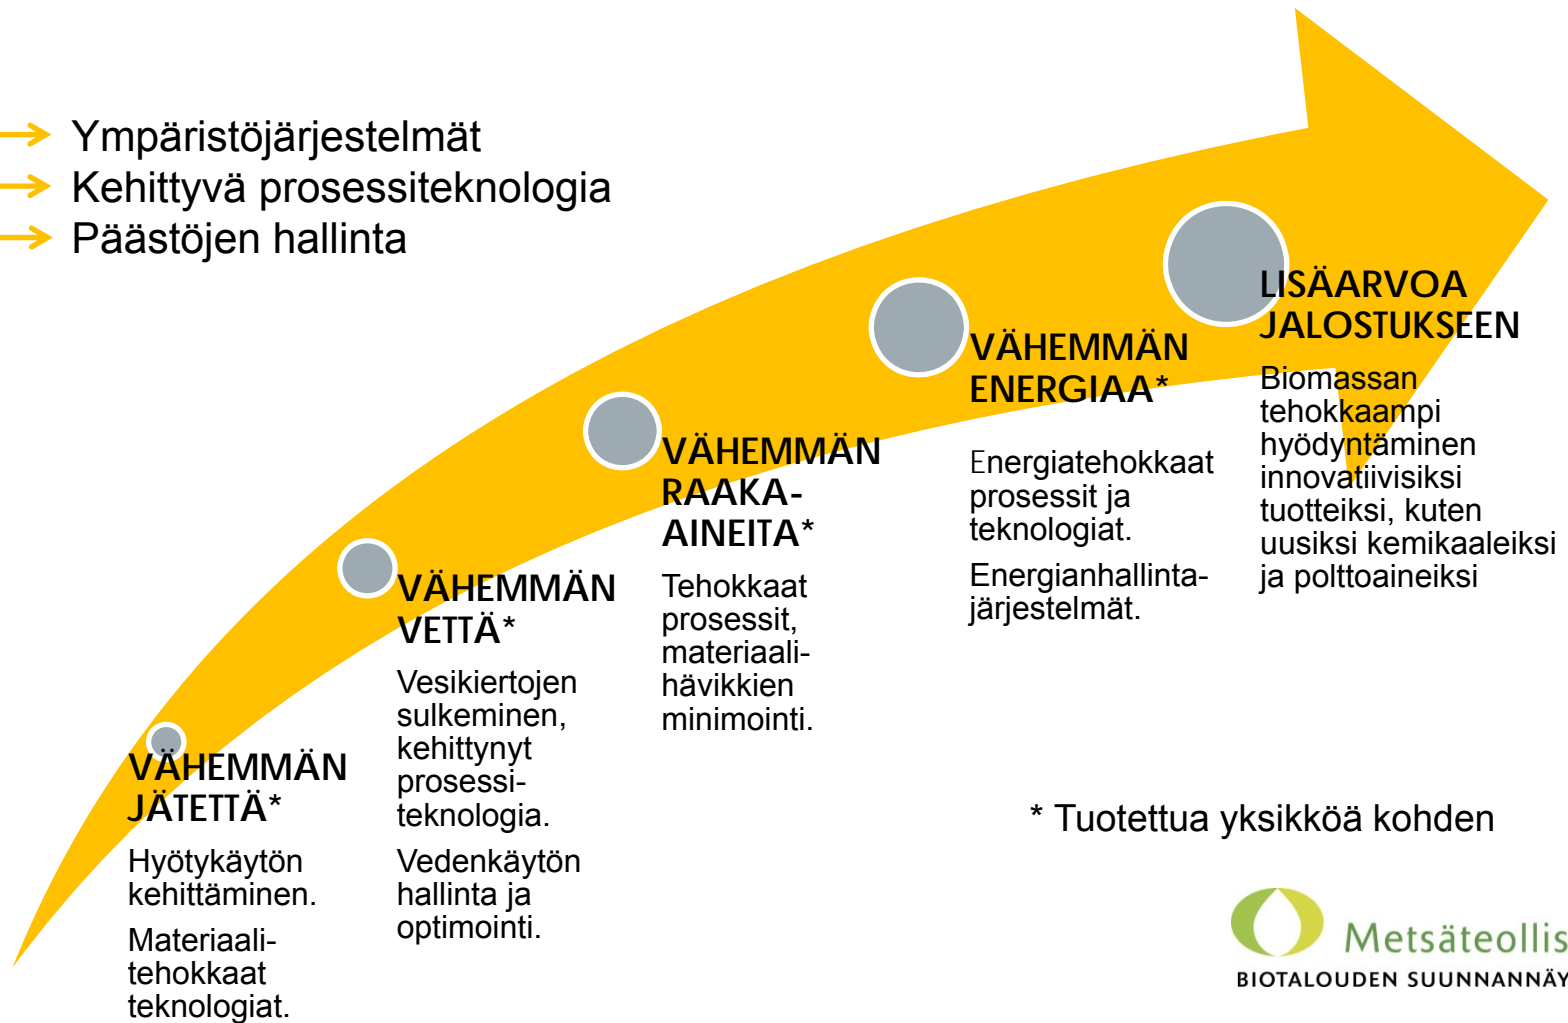 Ympäristöjärjestelmät
Kehittyvä prosessiteknologia
Päästöjen hallinta
VÄHEMMÄN
JÄTETTÄ*
Hyötykäytön
kehittäminen.
Materiaali-
tehokkaat
teknologiat.
VÄHEMMÄN
VETTÄ*
Vesikiertojen
sulkeminen,
kehittynyt
prosessi-
teknologia.
Vedenkäytön
hallinta ja
optimointi.
VÄHEMMÄN
RAAKA-
AINEITA*
Tehokkaat
prosessit,
materiaali-
hävikkien
minimointi.
VÄHEMMÄN
ENERGIAA*
Energiatehokkaat
prosessit ja
teknologiat.
Energianhallinta-
järjestelmät.
LISÄARVOA
JALOSTUKSEEN
Biomassan
tehokkaampi
hyödyntäminen
innovatiivisiksi
tuotteiksi, kuten
uusiksi kemikaaleiksi
ja polttoaineiksi
* Tuotettua yksikköä kohden
Metsäteollis
BIOTALOUDEN SUUNNANNÄY